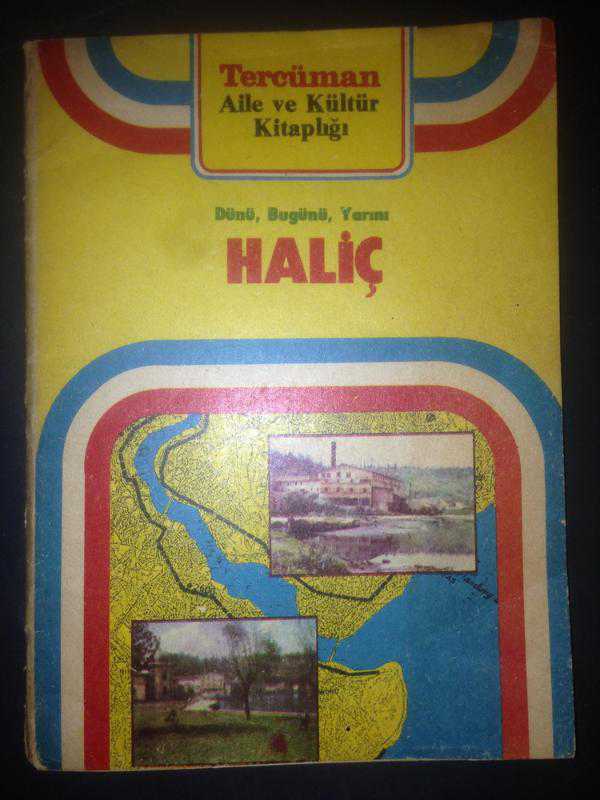 Tercüman
Aile ve Kültür
Kitaplığı
Dünü, Bugünü, Yarını
HALİÇ